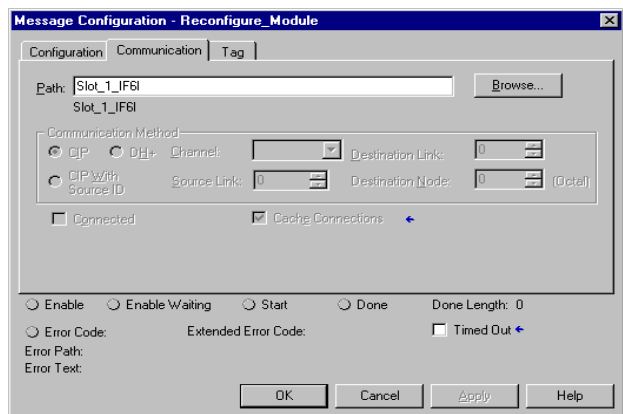 Message Configuration - Reconfigure_Module
Configuration Communication Tag
Path: Slot_1_IF6I Browse...
Slot_1_IF6I
Communication Method
CIP DH+ Channel: Destination Link: 0
CIP With Source ID Source Link: 0 Destination Node: 0 (Octal)
Connected Cache Connections ←
Enable Enable Waiting Start Done Done Length: 0
Error Code: Extended Error Code: Timed Out ←
Error Path:
Error Text:
OK Cancel Apply Help